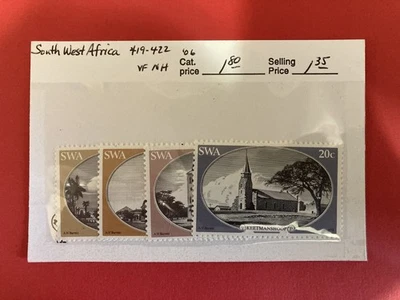 South West Africa 419-422 '06 Cat. price 1.80 Selling Price 1.35
VF NH
SWA SWA SWA SWA 20c
KEETMANSHOOP